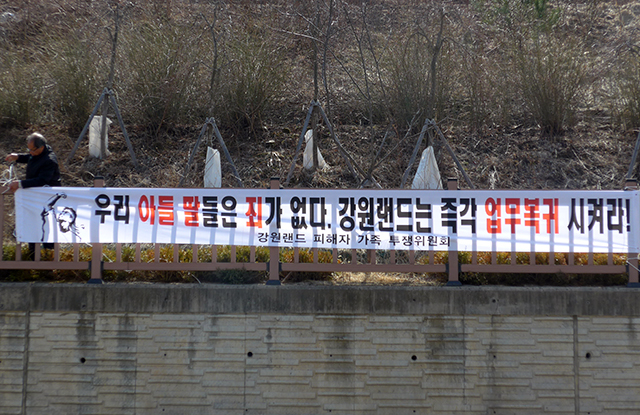 우리 아들 딸들은 죄가 없다. 강원랜드는 즉각 업무복귀 시켜라!
강원랜드 피해자 가족 투쟁위원회